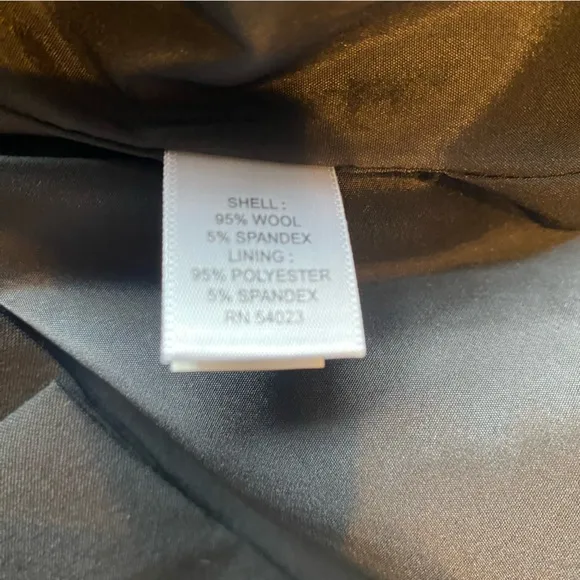 SHELL :
95% WOOL
5% SPANDEX
LINING :
95% POLYESTER
5% SPANDEX
RN 54023